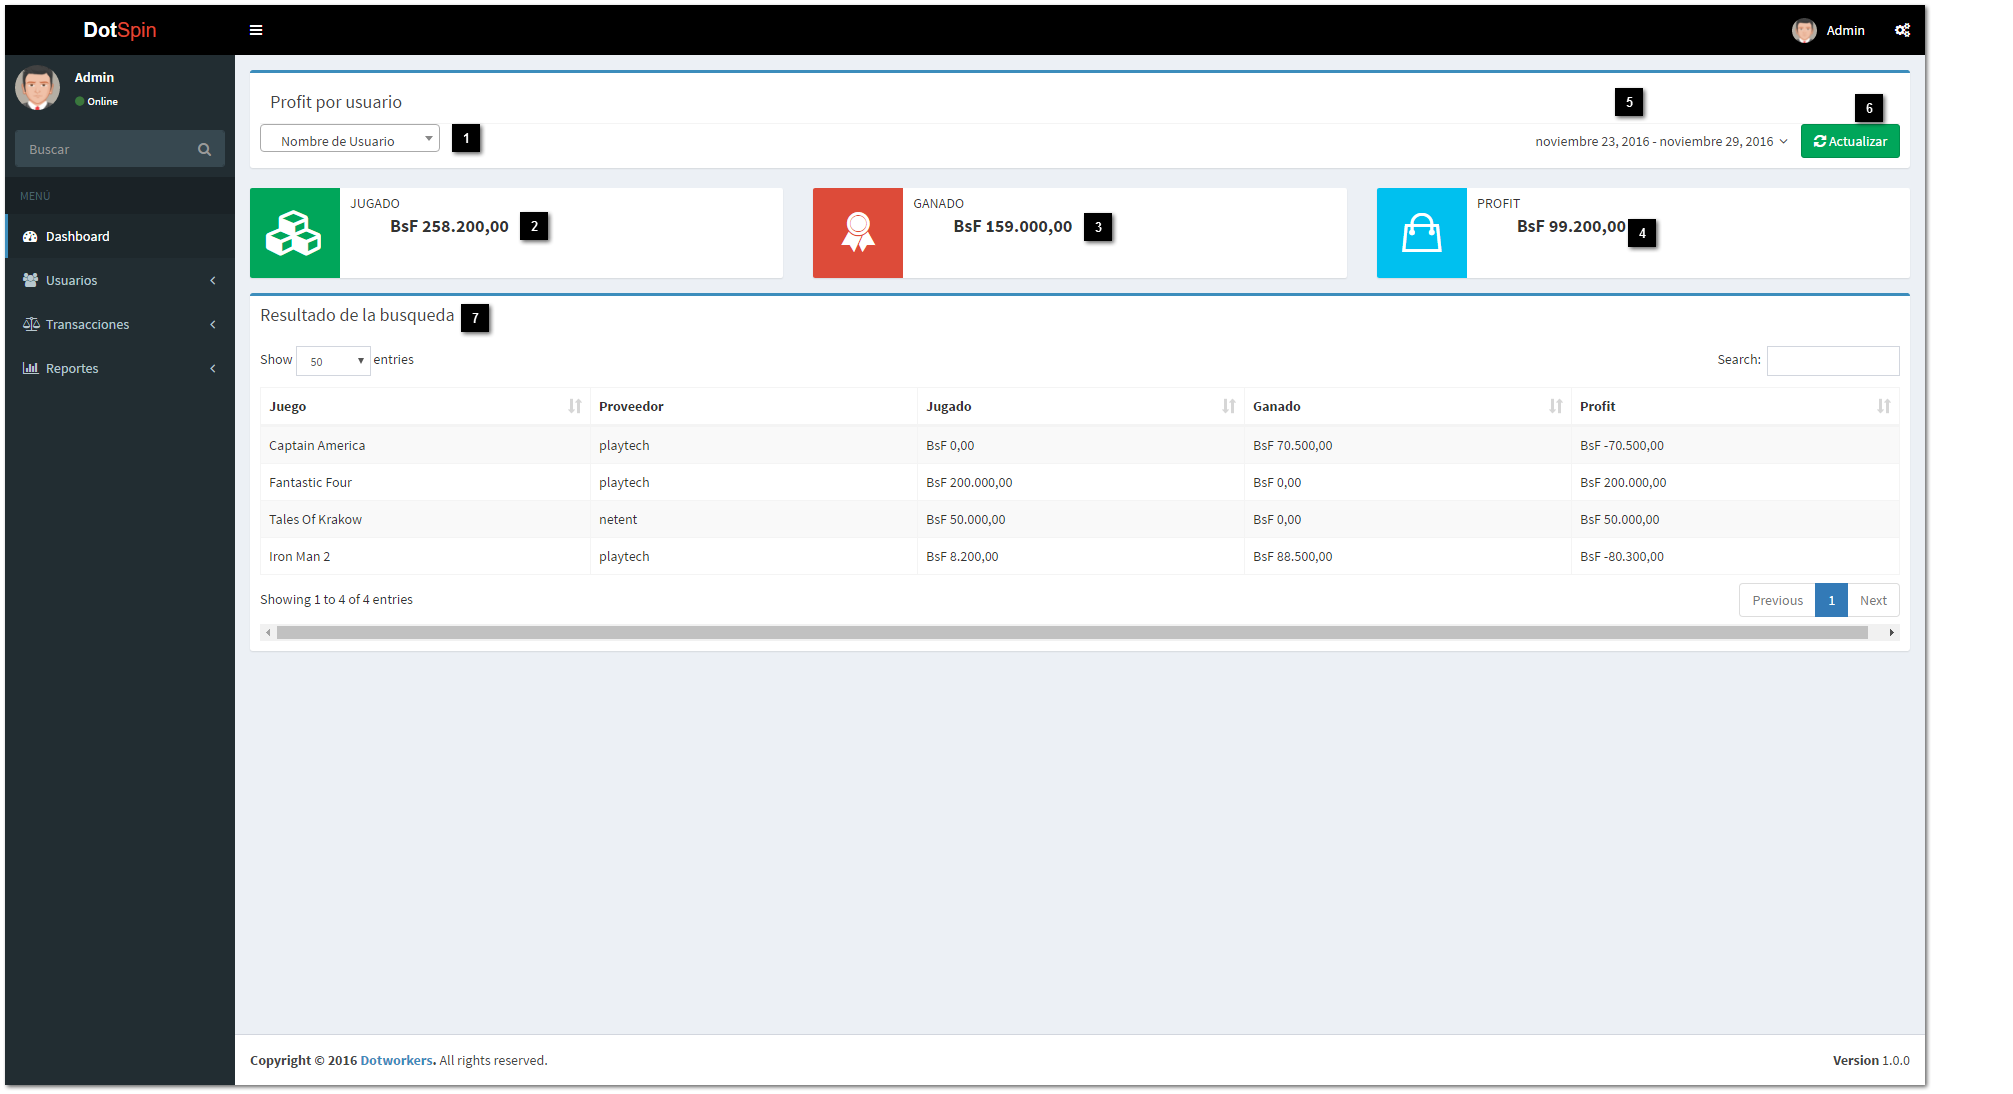 DotSpin
Admin
Admin
Online
Buscar
MENÚ
Dashboard
Usuarios
Transacciones
Reportes
Profit por usuario
5
6
Nombre de Usuario
1
noviembre 23, 2016 - noviembre 29, 2016
Actualizar
JUGADO
BsF 258.200,00
2
GANADO
BsF 159.000,00
3
PROFIT
BsF 99.200,00
4
Resultado de la busqueda
7
Show 50 entries
Search:
Juego Proveedor Jugado Ganado Profit
Captain America playtech BsF 0,00 BsF 70.500,00 BsF -70.500,00
Fantastic Four playtech BsF 200.000,00 BsF 0,00 BsF 200.000,00
Tales Of Krakow netent BsF 50.000,00 BsF 0,00 BsF 50.000,00
Iron Man 2 playtech BsF 8.200,00 BsF 88.500,00 BsF -80.300,00
Showing 1 to 4 of 4 entries
Previous 1 Next
Copyright © 2016 Dotworkers. All rights reserved.
Version 1.0.0